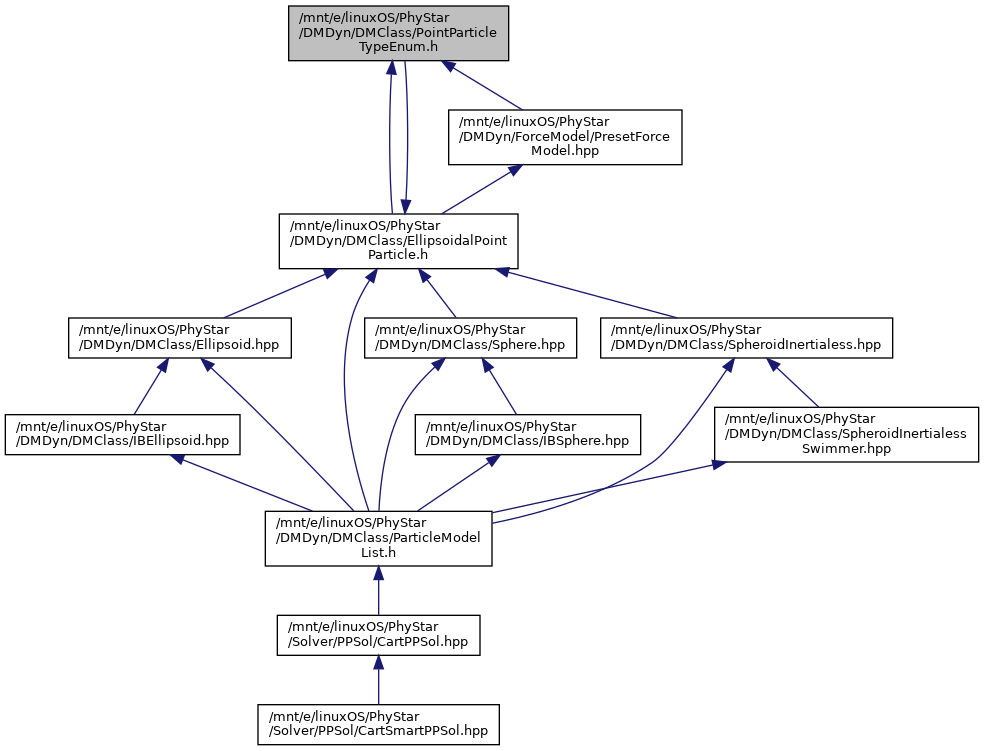 /mnt/e/linuxOS/PhyStar
/DMDyn/DMClass/PointParticle
TypeEnum.h
/mnt/e/linuxOS/PhyStar
/DMDyn/ForceModel/PresetForce
Model.hpp
/mnt/e/linuxOS/PhyStar
/DMDyn/DMClass/EllipsoidalPoint
Particle.h
/mnt/e/linuxOS/PhyStar
/DMDyn/DMClass/Ellipsoid.hpp
/mnt/e/linuxOS/PhyStar
/DMDyn/DMClass/Sphere.hpp
/mnt/e/linuxOS/PhyStar
/DMDyn/DMClass/SpheroidInertialess.hpp
/mnt/e/linuxOS/PhyStar
/DMDyn/DMClass/IBEllipsoid.hpp
/mnt/e/linuxOS/PhyStar
/DMDyn/DMClass/IBSphere.hpp
/mnt/e/linuxOS/PhyStar
/DMDyn/DMClass/SpheroidInertialess
Swimmer.hpp
/mnt/e/linuxOS/PhyStar
/DMDyn/DMClass/ParticleModel
List.h
/mnt/e/linuxOS/PhyStar
/Solver/PPSol/CartPPSol.hpp
/mnt/e/linuxOS/PhyStar
/Solver/PPSol/CartSmartPPSol.hpp